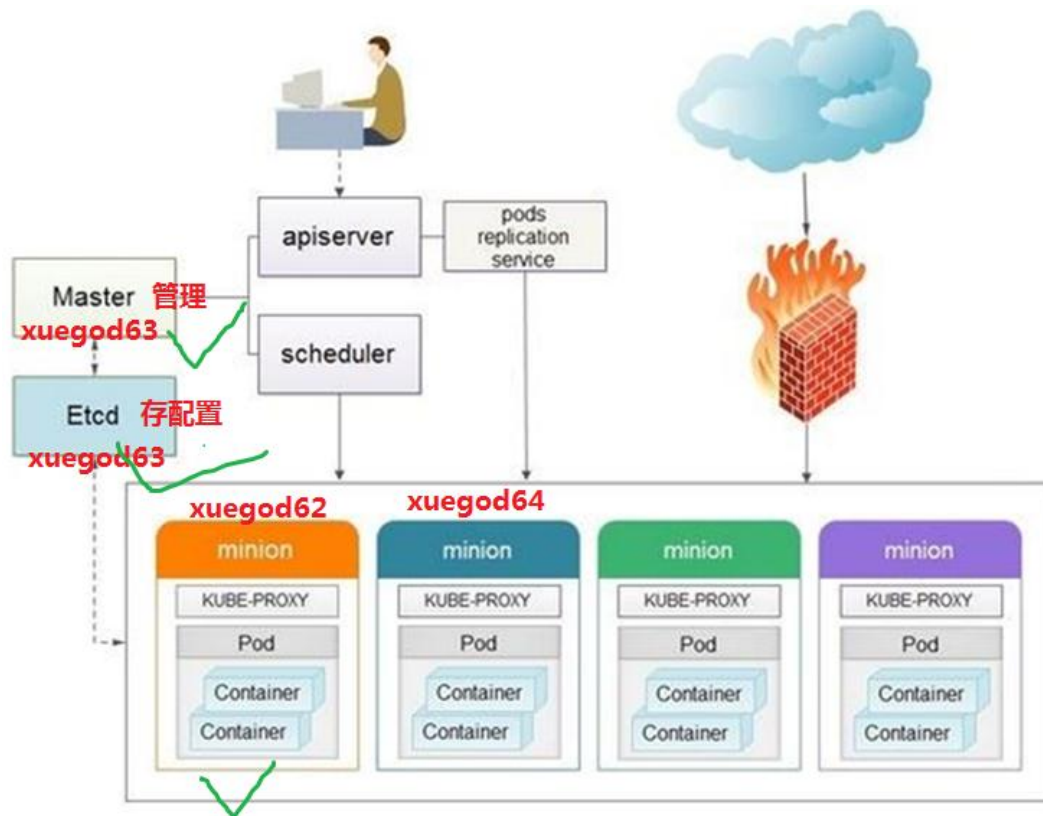 apiserver
pods
replication
service
Master 管理
xuegod63
scheduler
Etcd 存配置
xuegod63
xuegod62
xuegod64
minion
minion
minion
minion
KUBE-PROXY
KUBE-PROXY
KUBE-PROXY
KUBE-PROXY
Pod
Pod
Pod
Pod
Container
Container
Container
Container
Container
Container
Container
Container